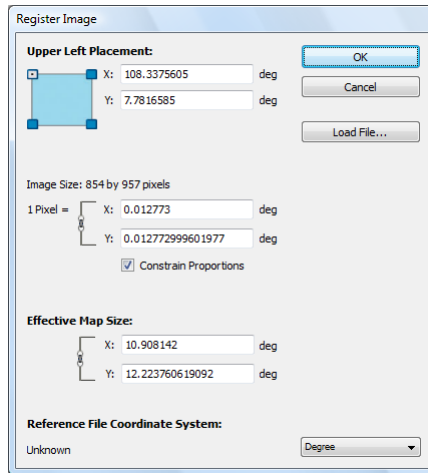 Register Image
Upper Left Placement:
X: 108.3375605 deg
Y: 7.7816585 deg
OK
Cancel
Load File...
Image Size: 854 by 957 pixels
1 Pixel = X: 0.012773 deg
Y: 0.012772999601977 deg
Constrain Proportions
Effective Map Size:
X: 10.908142 deg
Y: 12.223760619092 deg
Reference File Coordinate System:
Unknown Degree